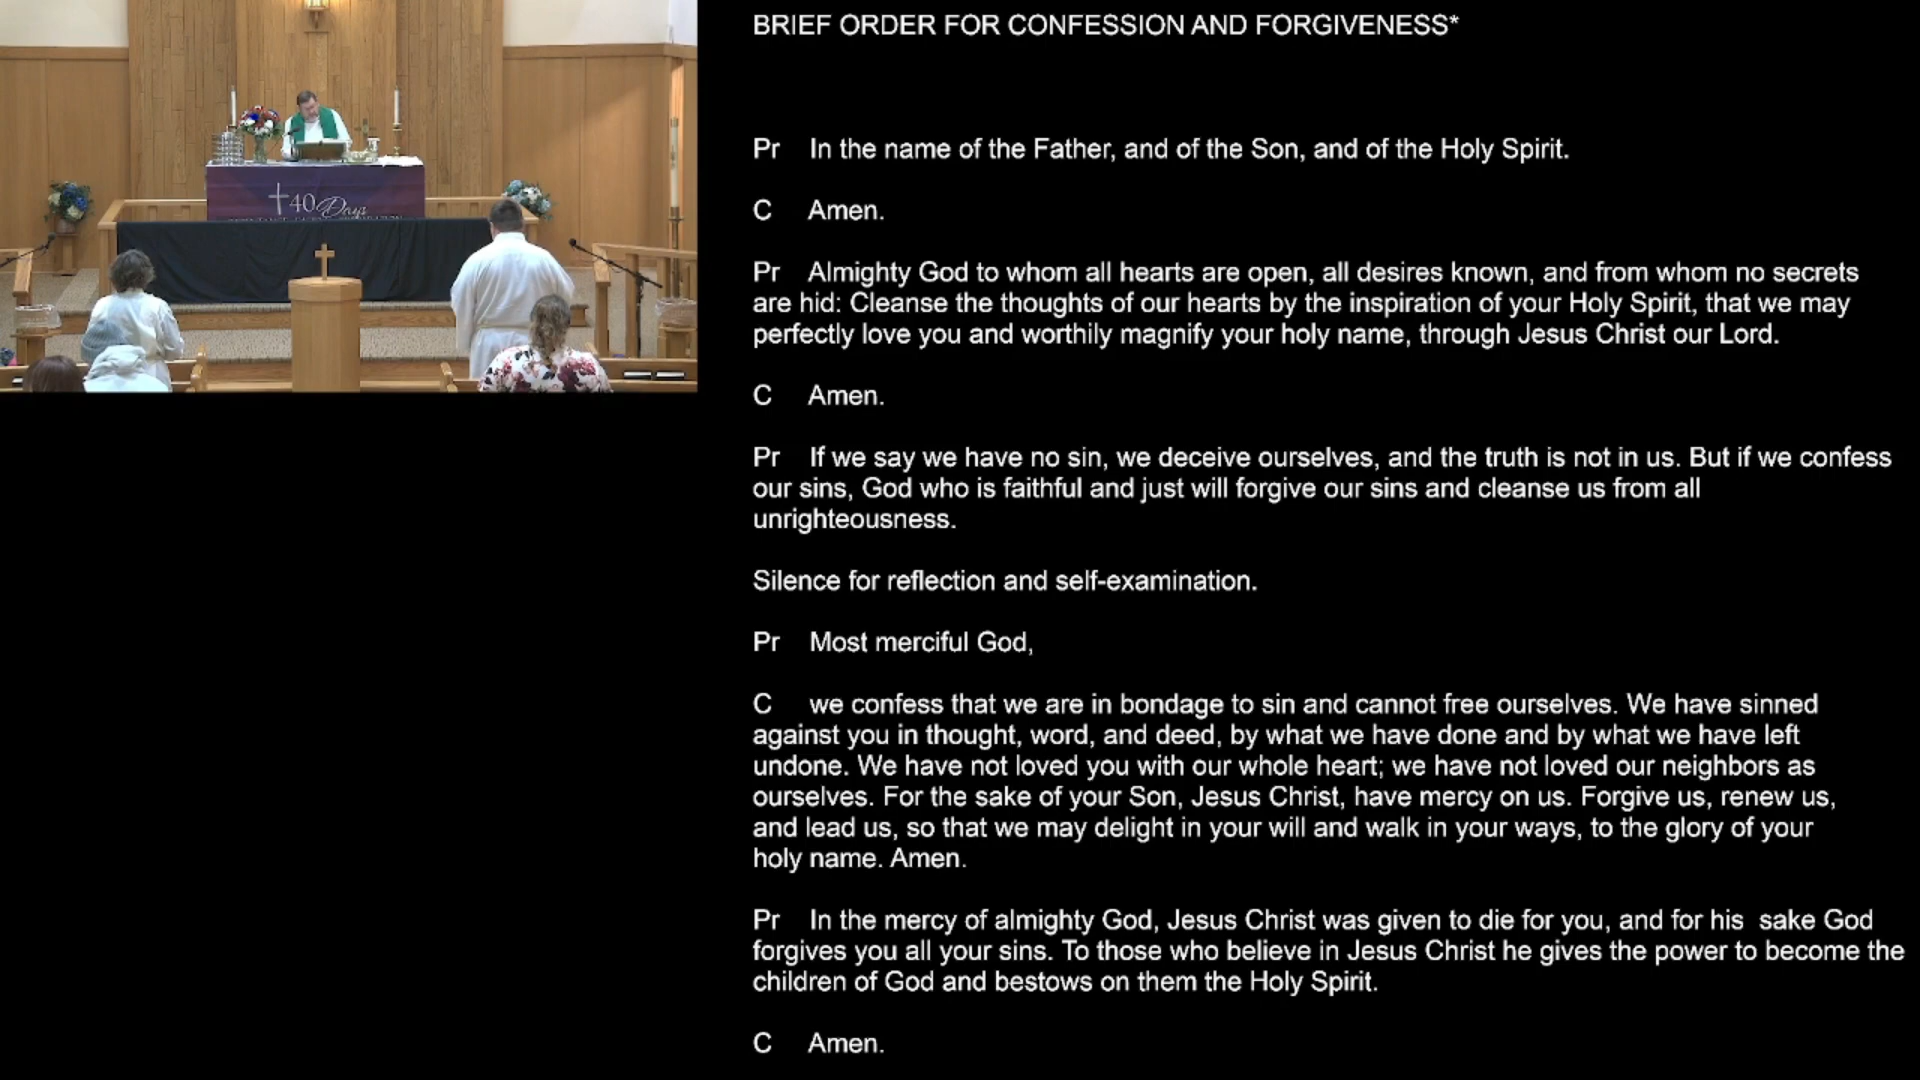 BRIEF ORDER FOR CONFESSION AND FORGIVENESS*
Pr In the name of the Father, and of the Son, and of the Holy Spirit.
C Amen.
Pr Almighty God to whom all hearts are open, all desires known, and from whom no secrets
are hid: Cleanse the thoughts of our hearts by the inspiration of your Holy Spirit, that we may
perfectly love you and worthily magnify your holy name, through Jesus Christ our Lord.
C Amen.
Pr If we say we have no sin, we deceive ourselves, and the truth is not in us. But if we confess
our sins, God who is faithful and just will forgive our sins and cleanse us from all
unrighteousness.
Silence for reflection and self-examination.
Pr Most merciful God,
C we confess that we are in bondage to sin and cannot free ourselves. We have sinned
against you in thought, word, and deed, by what we have done and by what we have left
undone. We have not loved you with our whole heart; we have not loved our neighbors as
ourselves. For the sake of your Son, Jesus Christ, have mercy on us. Forgive us, renew us,
and lead us, so that we may delight in your will and walk in your ways, to the glory of your
holy name. Amen.
Pr In the mercy of almighty God, Jesus Christ was given to die for you, and for his sake God
forgives you all your sins. To those who believe in Jesus Christ he gives the power to become the
children of God and bestows on them the Holy Spirit.
C Amen.
40 Days